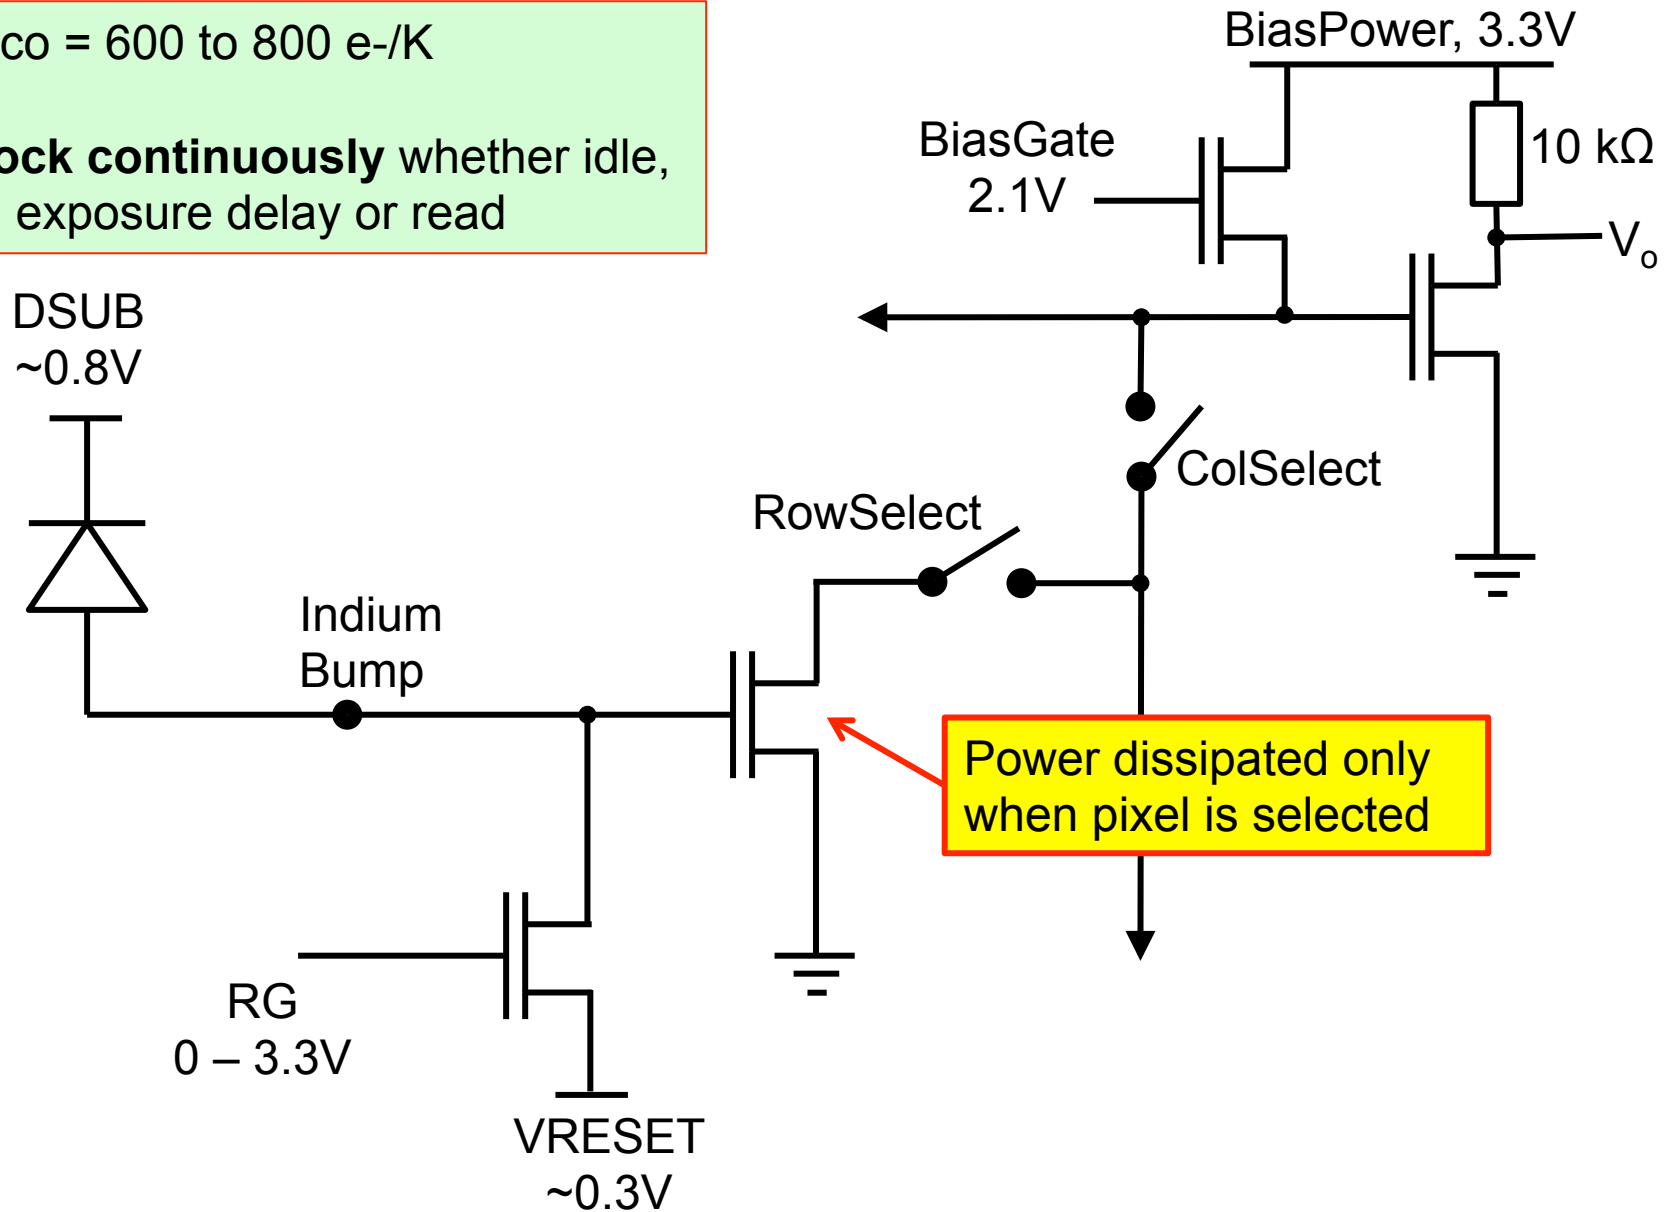 co = 600 to 800 e-/K
ock continuously whether idle,
exposure delay or read
BiasPower, 3.3V
BiasGate
2.1V
10 kΩ
Vo
DSUB
~0.8V
ColSelect
RowSelect
Indium
Bump
Power dissipated only
when pixel is selected
RG
0 – 3.3V
VRESET
~0.3V